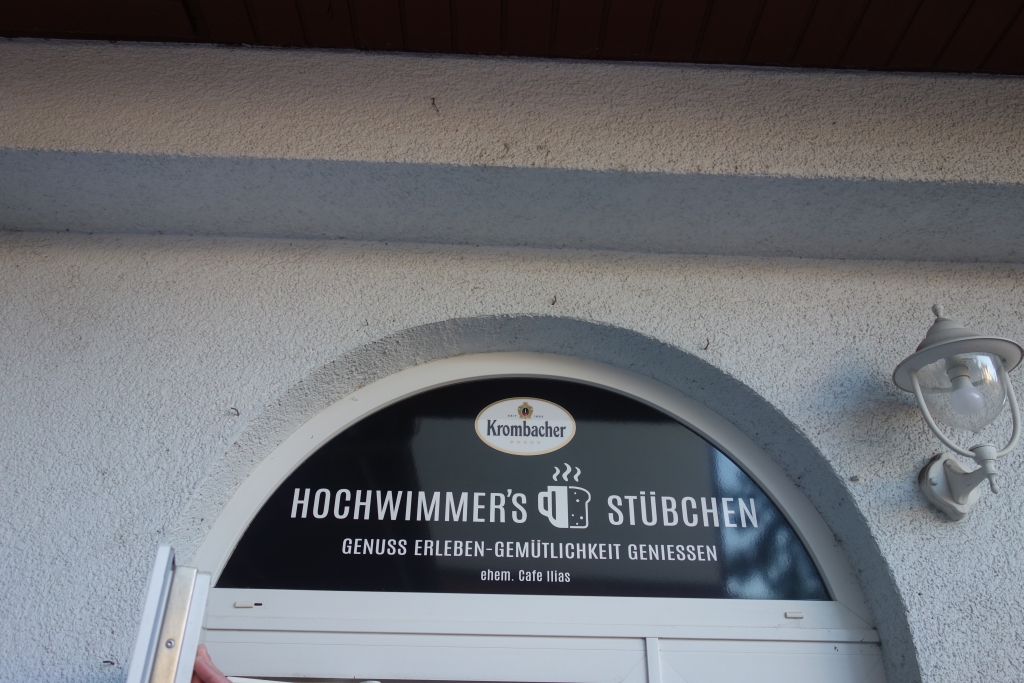 Krombacher
HOCHWIMMER'S STÜBCHEN
GENUSS ERLEBEN-GEMÜTLICHKEIT GENIESSEN
ehem. Cafe Ilias